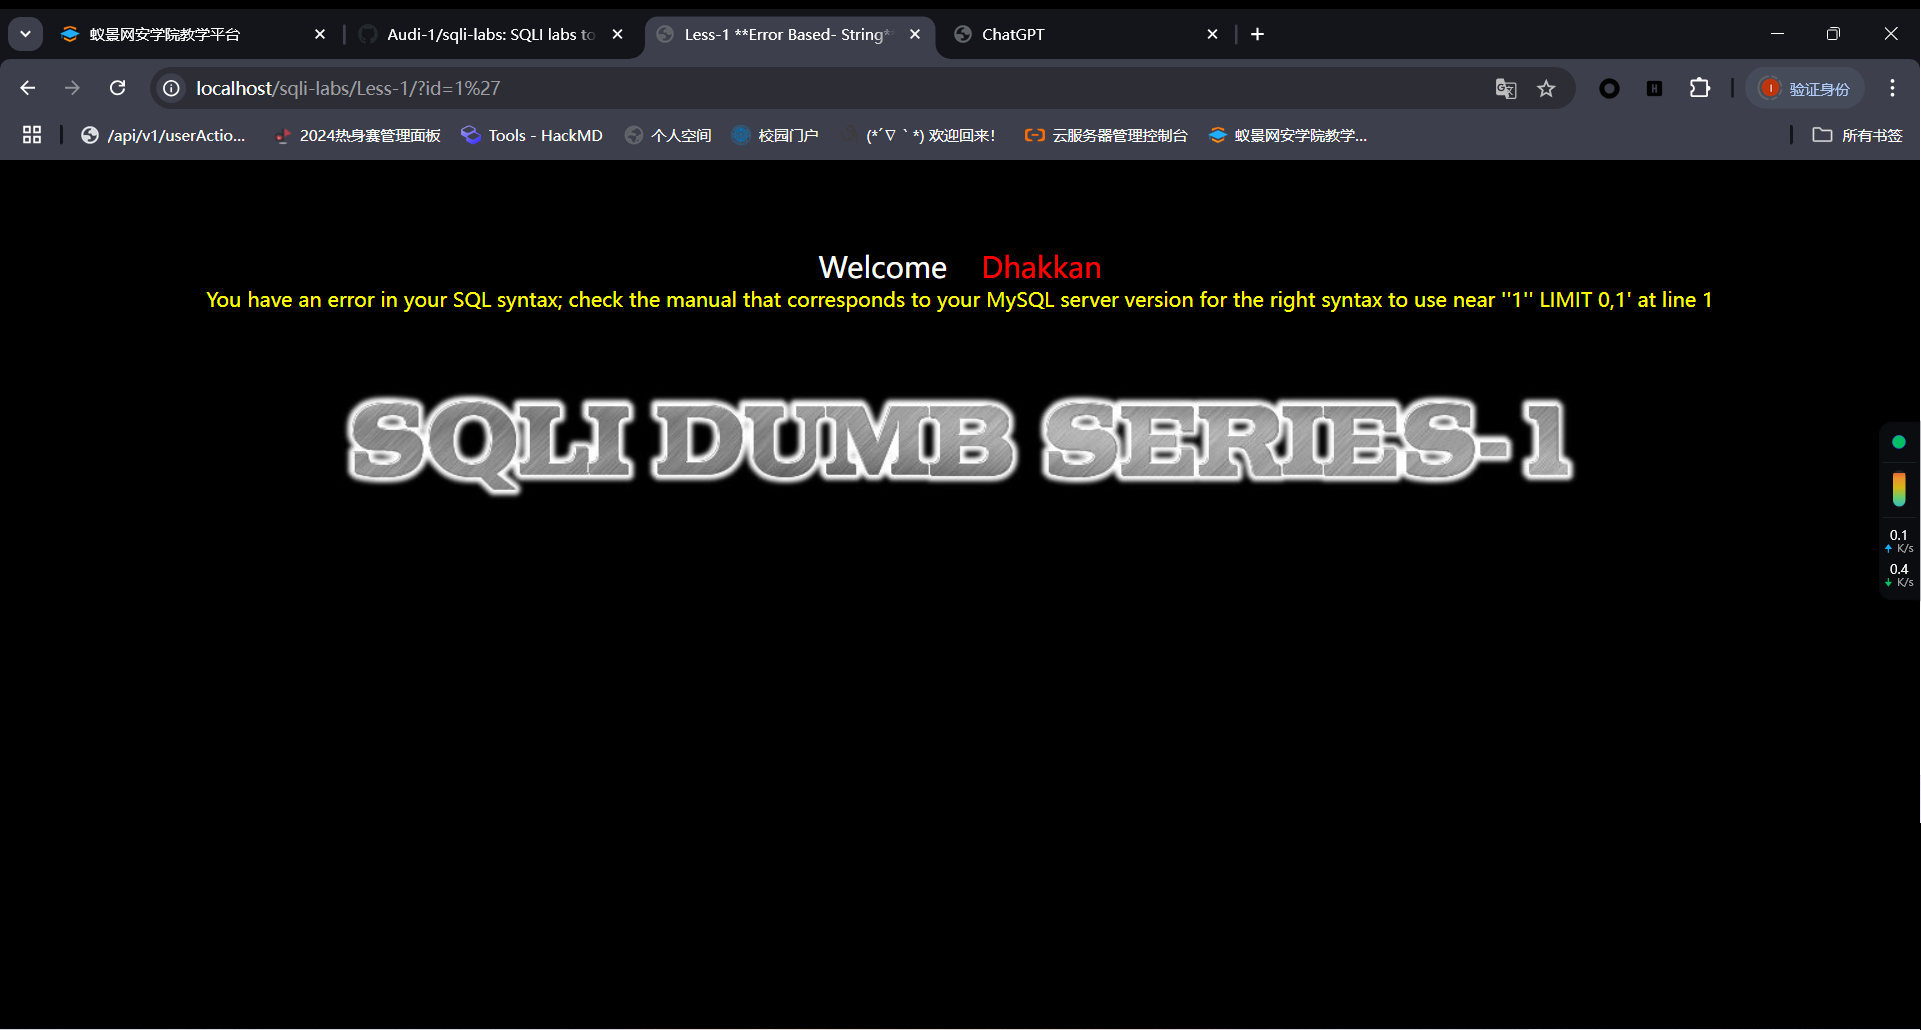 蚁景网安学院教学平台
Audi-1/sqli-labs: SQLI labs to
Less-1 **Error Based- String*
ChatGPT
localhost/sqli-labs/Less-1/?id=1%27
验证身份
/api/v1/userActio...
2024热身赛管理面板
Tools - HackMD
个人空间
校园门户
(*´∇｀*) 欢迎回来!
云服务器管理控制台
蚁景网安学院教学...
所有书签
Welcome Dhakkan
You have an error in your SQL syntax; check the manual that corresponds to your MySQL server version for the right syntax to use near ''1'' LIMIT 0,1' at line 1
SQLI DUMB SERIES-1
0.1
K/s
0.4
K/s